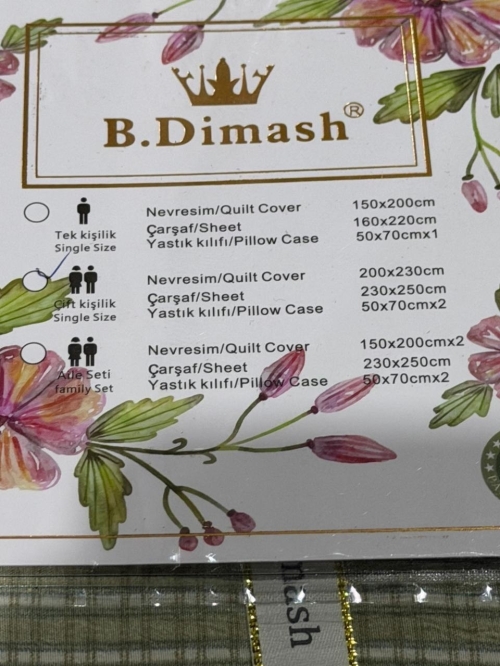 B.Dimash®
Tek kişilik
Single Size
Nevresim/Quilt Cover 150x200cm
Çarşaf/Sheet 160x220cm
Yastık kılıfı/Pillow Case 50x70cmx1
Çift kişilik
Single Size
Nevresim/Quilt Cover 200x230cm
Çarşaf/Sheet 230x250cm
Yastık kılıfı/Pillow Case 50x70cmx2
Aile Seti
family Set
Nevresim/Quilt Cover 150x200cmx2
Çarşaf/Sheet 230x250cm
Yastık kılıfı/Pillow Case 50x70cmx2
mash